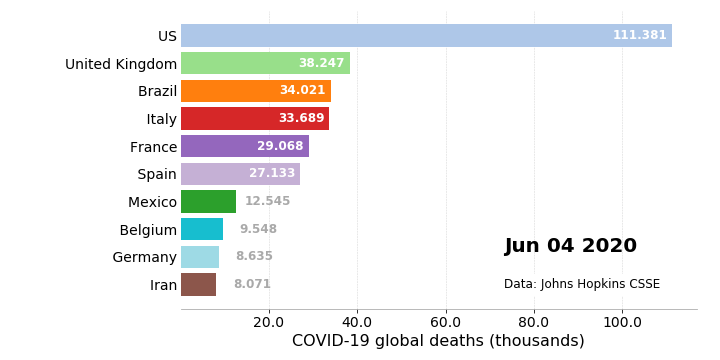 US 111.381
United Kingdom 38.247
Brazil 34.021
Italy 33.689
France 29.068
Spain 27.133
Mexico 12.545
Belgium 9.548
Germany 8.635
Iran 8.071
Jun 04 2020
Data: Johns Hopkins CSSE
20.0 40.0 60.0 80.0 100.0
COVID-19 global deaths (thousands)